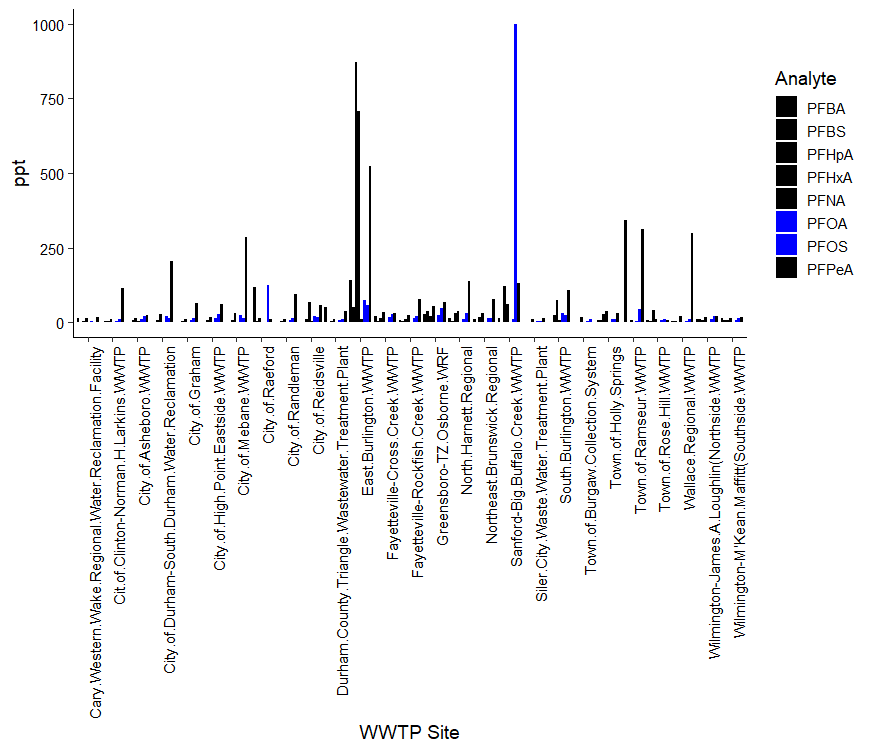 1000
750
500
250
0
ppt
Cary.Western.Wake.Regional.Water.Reclamation.Facility
Cit.of.Clinton-Norman.H.Larkins.WWTP
City.of.Asheboro.WWTP
City.of.Durham-South.Durham.Water.Reclamation
City.of.Graham
City.of.High.Point.Eastside.WWTP
City.of.Mebane.WWTP
City.of.Raeford
City.of.Randleman
City.of.Reidsville
Durham.County.Triangle.Wastewater.Treatment.Plant
East.Burlington.WWTP
Fayetteville-Cross.Creek.WWTP
Fayetteville-Rockfish.Creek.WWTP
Greensboro-TZ.Osborne.WRF
North.Harnett.Regional
Northeast.Brunswick.Regional
Sanford-Big.Buffalo.Creek.WWTP
Siler.City.Waste.Water.Treatment.Plant
South.Burlington.WWTP
Town.of.Burgaw.Collection.System
Town.of.Holly.Springs
Town.of.Ramseur.WWTP
Town.of.Rose.Hill.WWTP
Wallace.Regional.WWTP
Wilmington-James.A.Loughlin(Northside.WWTP
Wilmington-M'Kean.Maffitt(Southside.WWTP
WWTP Site
Analyte
PFBA
PFBS
PFHpA
PFHxA
PFNA
PFOA
PFOS
PFPeA